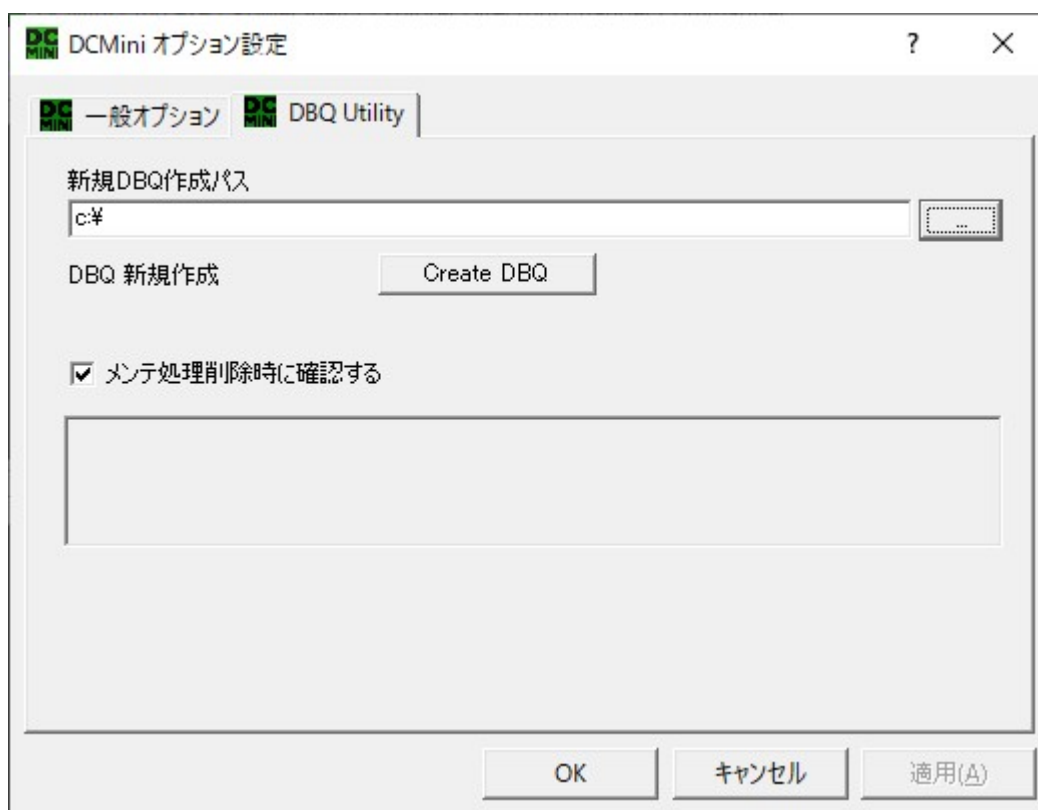 DC MINI DCMini オプション設定 ?
DC MINI 一般オプション DC MINI DBQ Utility
新規DBQ作成パス
c:¥
...
DBQ 新規作成 Create DBQ
メンテ処理削除時に確認する
OK キャンセル 適用(A)